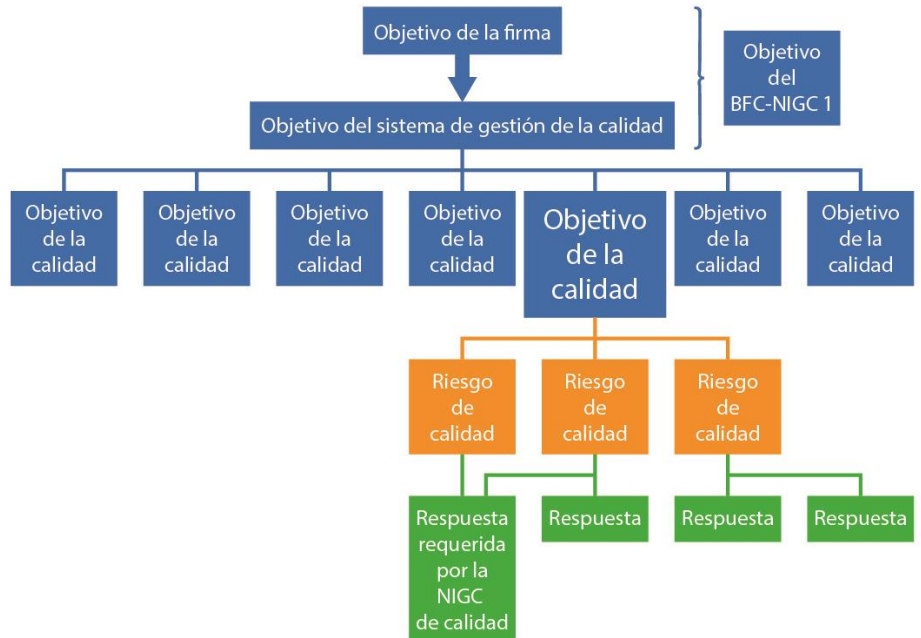 Objetivo de la firma
Objetivo
del
BFC-NIGC 1
Objetivo del sistema de gestión de la calidad
Objetivo
de la
calidad
Objetivo
de la
calidad
Objetivo
de la
calidad
Objetivo
de la
calidad
Objetivo
de la
calidad
Objetivo
de la
calidad
Objetivo
de la
calidad
Riesgo
de
calidad
Riesgo
de
calidad
Riesgo
de
calidad
Respuesta
requerida
por la
NIGC
de calidad
Respuesta
Respuesta
Respuesta